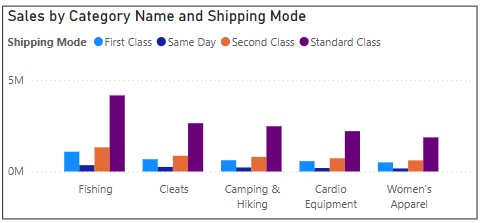 Sales by Category Name and Shipping Mode
Shipping Mode First Class Same Day Second Class Standard Class
5M
0M
Fishing Cleats Camping & Hiking Cardio Equipment Women's Apparel